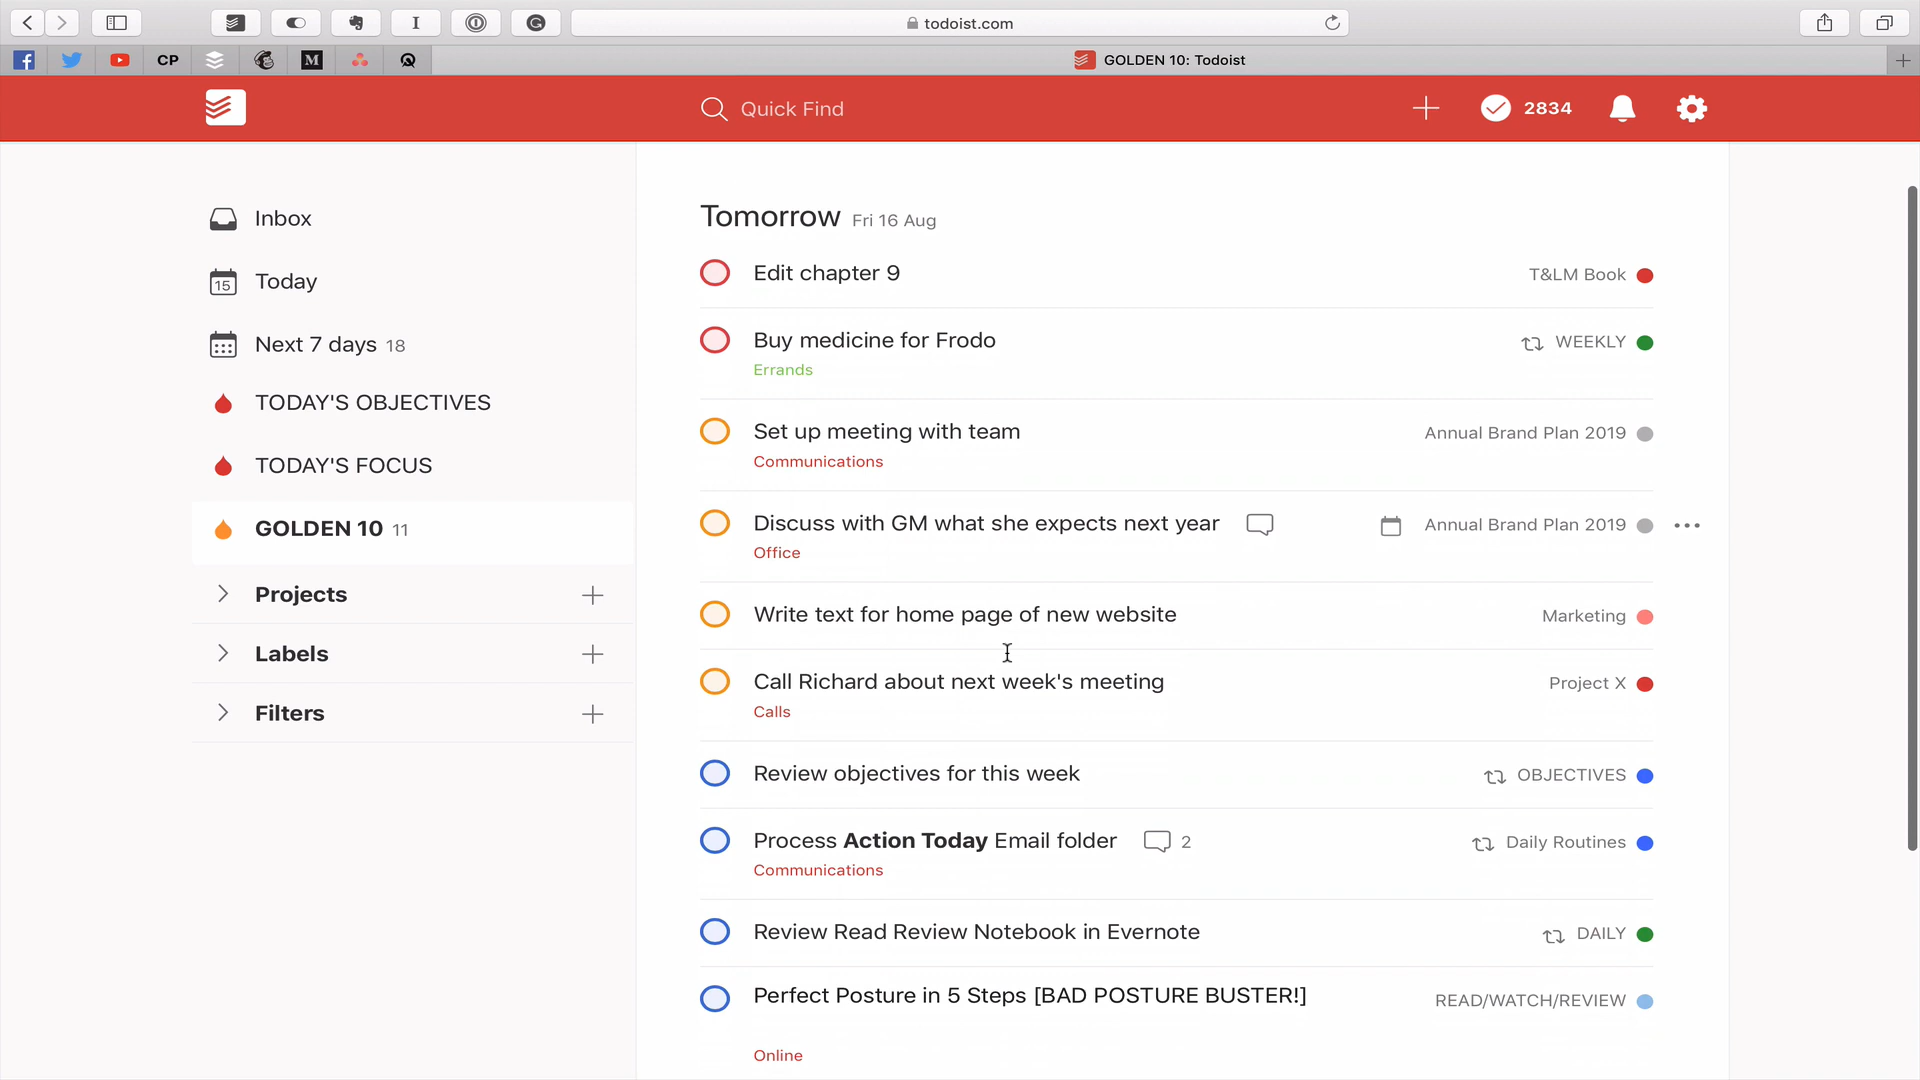 todoist.com
CP
M
GOLDEN 10: Todoist
Quick Find
2834
Inbox
15
Today
Next 7 days 18
TODAY'S OBJECTIVES
TODAY'S FOCUS
GOLDEN 10 11
Projects
Labels
Filters
Tomorrow Fri 16 Aug
Edit chapter 9
T&LM Book
Buy medicine for Frodo
WEEKLY
Errands
Set up meeting with team
Annual Brand Plan 2019
Communications
Discuss with GM what she expects next year
Annual Brand Plan 2019
Office
Write text for home page of new website
Marketing
Call Richard about next week's meeting
Project X
Calls
Review objectives for this week
OBJECTIVES
Process Action Today Email folder
2
Daily Routines
Communications
Review Read Review Notebook in Evernote
DAILY
Perfect Posture in 5 Steps [BAD POSTURE BUSTER!]
READ/WATCH/REVIEW
Online